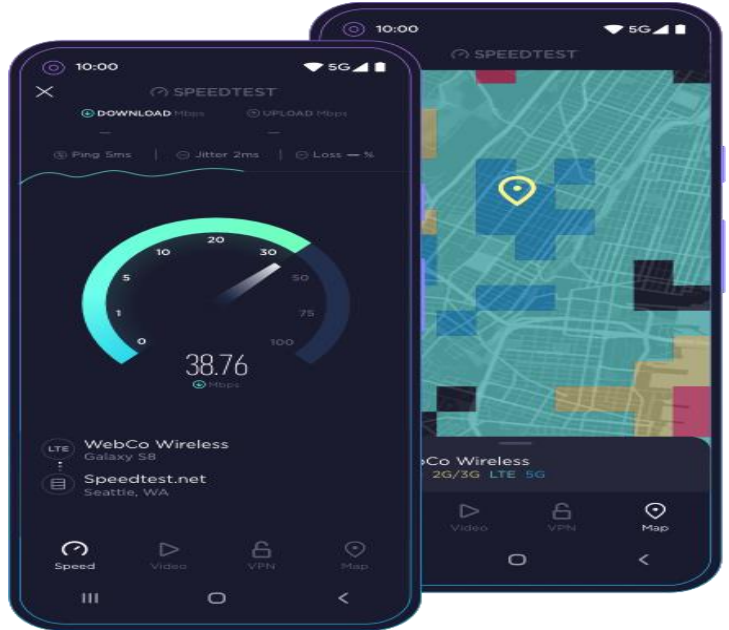 10:00 5G
SPEEDTEST
DOWNLOAD Mbps UPLOAD Mbps
Ping 5ms Jitter 2ms Loss — %
0
1
5
10
20
30
50
75
100
38.76
Mbps
LTE WebCo Wireless
Galaxy S8
Speedtest.net
Seattle, WA
Speed Video VPN Map
10:00 5G
SPEEDTEST
Co Wireless
2G/3G LTE 5G
Video VPN Map